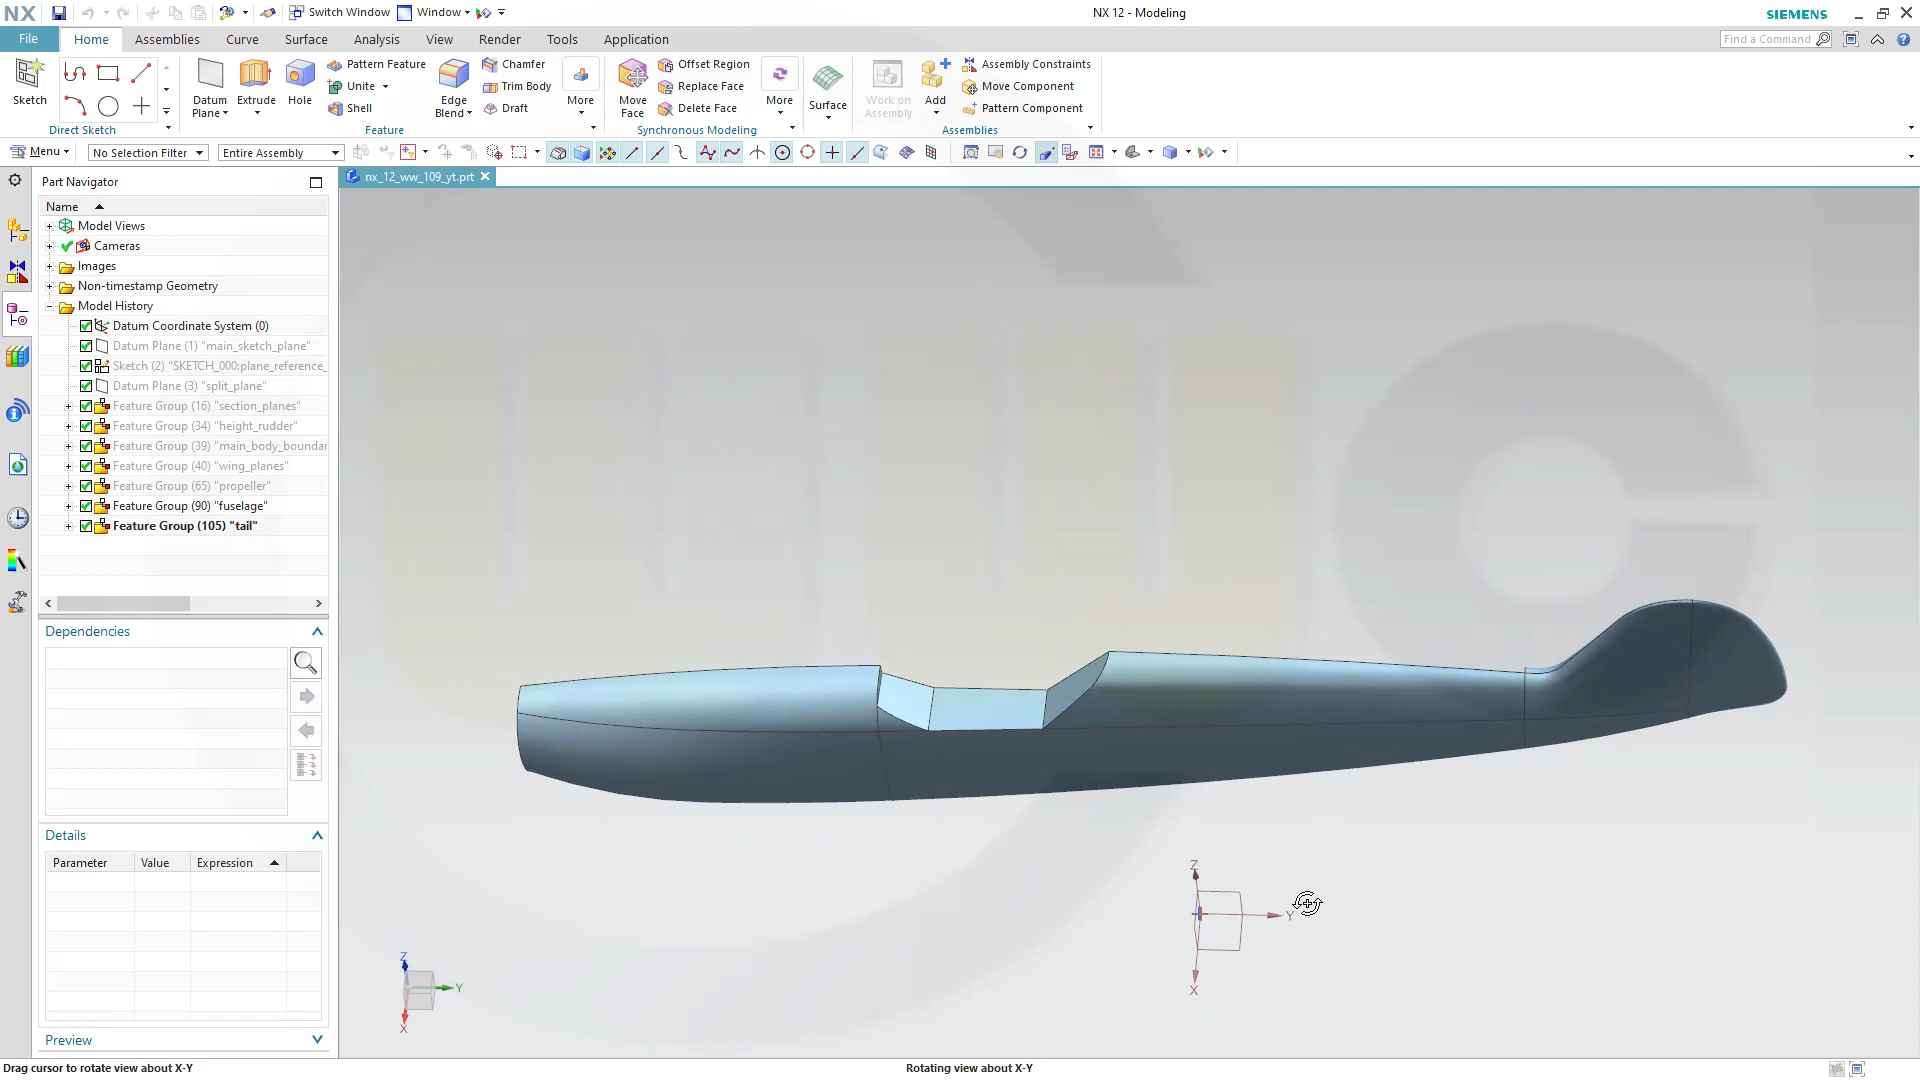 NX
Switch Window
Window
NX 12 - Modeling
SIEMENS
File
Home
Assemblies
Curve
Surface
Analysis
View
Render
Tools
Application
Find a Command
Sketch
Direct Sketch
Datum Plane
Extrude
Hole
Pattern Feature
Unite
Shell
Edge Blend
Chamfer
Trim Body
Draft
More
Feature
Move Face
Offset Region
Replace Face
Delete Face
More
Synchronous Modeling
Surface
Work on Assembly
Add
Assembly Constraints
Move Component
Pattern Component
Assemblies
Menu
No Selection Filter
Entire Assembly
Part Navigator
nx_12_ww_109_yt.prt
Name
Model Views
Cameras
Images
Non-timestamp Geometry
Model History
Datum Coordinate System (0)
Datum Plane (1) "main_sketch_plane"
Sketch (2) "SKETCH_000:plane_reference_
Datum Plane (3) "split_plane"
Feature Group (16) "section_planes"
Feature Group (34) "height_rudder"
Feature Group (39) "main_body_boundar
Feature Group (40) "wing_planes"
Feature Group (65) "propeller"
Feature Group (90) "fuselage"
Feature Group (105) "tail"
Dependencies
Details
Parameter
Value
Expression
Preview
Z
Y
X
Z
Y
X
Drag cursor to rotate view about X-Y
Rotating view about X-Y